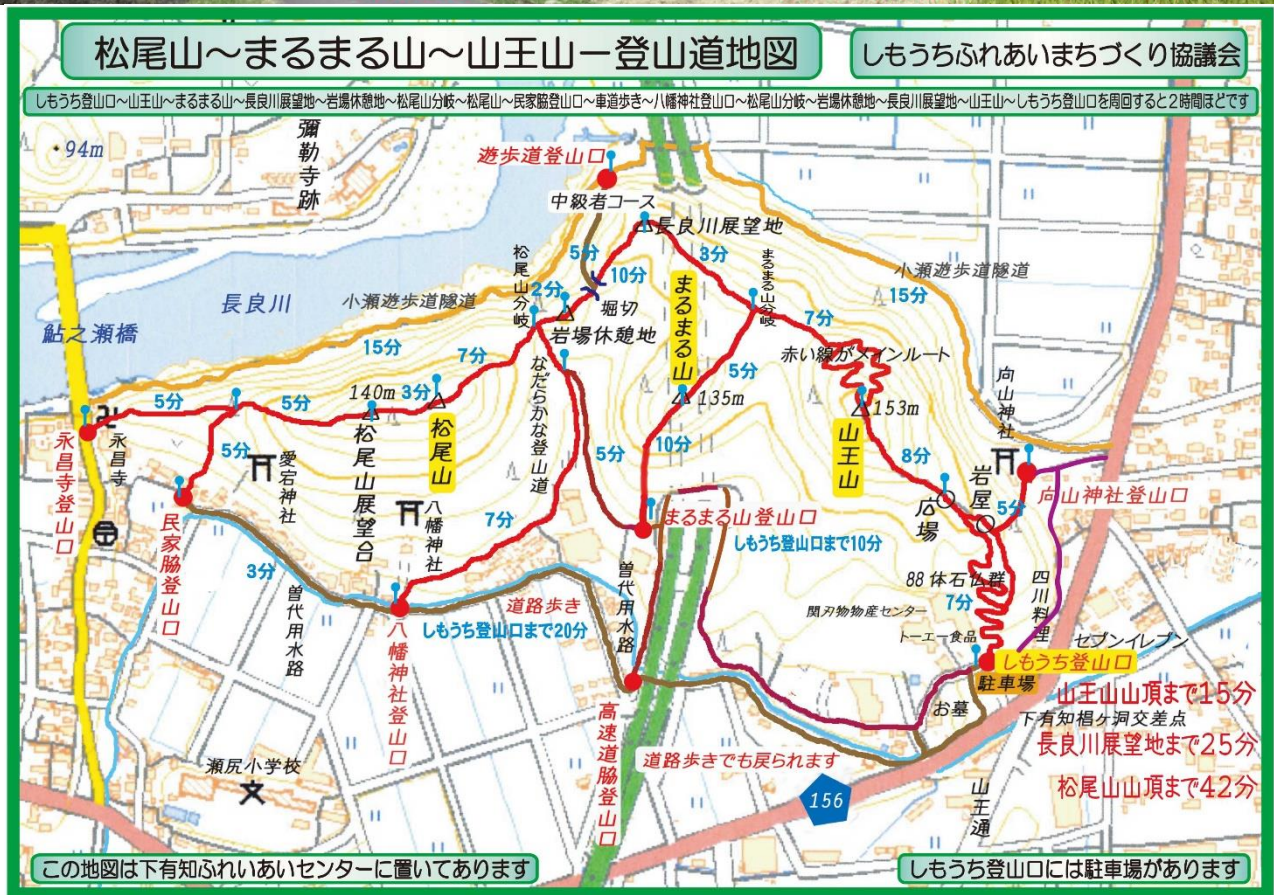 松尾山～まるまる山～山王山ー登山道地図
しもうちふれあいまちづくり協議会
しもうち登山口～山王山～まるまる山～長良川展望地～岩場休憩地～松尾山分岐～松尾山～民家脇登山口～車道歩き～八幡神社登山口～松尾山分岐～岩場休憩地～長良川展望地～山王山～しもうち登山口を周回すると2時間ほどです
94m
彌勒寺跡
遊歩道登山口
中級者コース
長良川展望地
5分
10分
3分
松尾山分岐
2分
堀切
岩場休憩地
まるまる山
まるまる山分岐
小瀬遊歩道隧道
15分
長良川
小瀬遊歩道隧道
鮎之瀬橋
15分
7分
7分
赤い線がメインルート
なだらかな登山道
5分
135m
153m
山王山
向山神社
5分
5分
140m
3分
松尾山
松尾山展望台
永昌寺
永昌寺登山口
5分
愛宕神社
八幡神社
5分
10分
8分
広場
岩屋
5分
向山神社登山口
民家脇登山口
7分
まるまる山登山口
しもうち登山口まで10分
88体石仏群
7分
四川料理
3分
曽代用水路
道路歩き
しもうち登山口まで20分
曽代用水路
関刃物物産センター
トーエー食品
セブンイレブン
しもうち登山口
駐車場
八幡神社登山口
高速道脇登山口
お墓
山王山山頂まで15分
下有知椙ヶ洞交差点
長良川展望地まで25分
松尾山山頂まで42分
道路歩きでも戻られます
瀬尻小学校
文
156
山王通
この地図は下有知ふれいあいセンターに置いてあります
しもうち登山口には駐車場があります